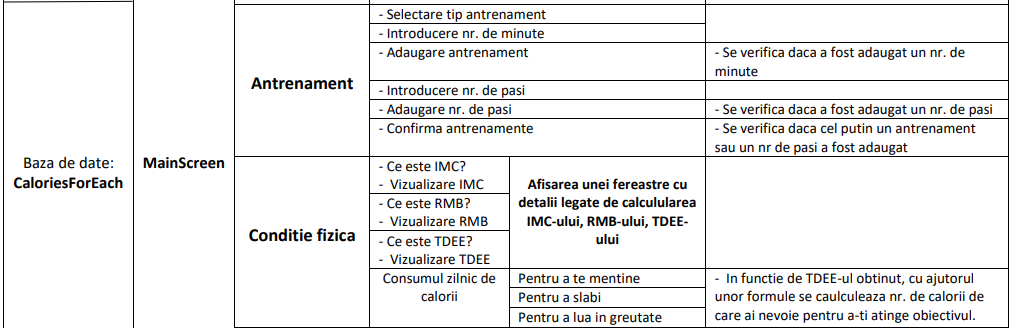 Baza de date:
CaloriesForEach
MainScreen
Antrenament
- Selectare tip antrenament
- Introducere nr. de minute
- Adaugare antrenament
- Se verifica daca a fost adaugat un nr. de
minute
- Introducere nr. de pasi
- Adaugare nr. de pasi
- Se verifica daca a fost adaugat un nr. de pasi
- Confirma antrenamente
- Se verifica daca cel putin un antrenament
sau un nr de pasi a fost adaugat
Conditie fizica
- Ce este IMC?
- Vizualizare IMC
- Ce este RMB?
- Vizualizare RMB
- Ce este TDEE?
- Vizualizare TDEE
Afisarea unei fereastre cu
detalii legate de calculularea
IMC-ului, RMB-ului, TDEE-
ului
Consumul zilnic de
calorii
Pentru a te mentine
Pentru a slabi
Pentru a lua in greutate
- In functie de TDEE-ul obtinut, cu ajutorul
unor formule se caulculeaza nr. de calorii de
care ai nevoie pentru a-ti atinge obiectivul.